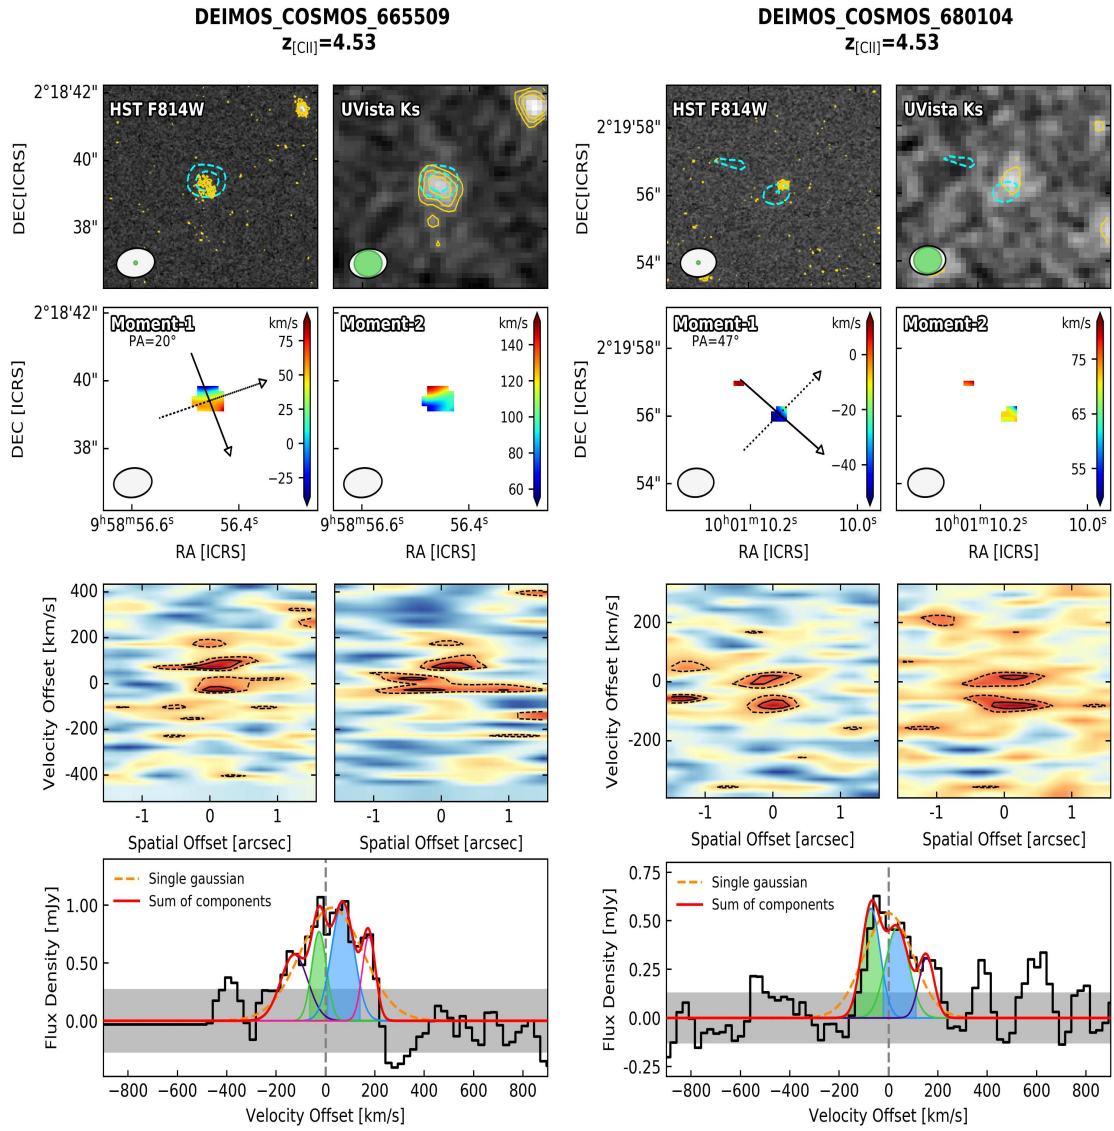 DEIMOS_COSMOS_665509
z[CII]=4.53
HST F814W
UVista Ks
2°18'42"
40"
38"
DEC[ICRS]
Moment-1
PA=20°
km/s
75
50
25
0
−25
Moment-2
km/s
140
120
100
80
60
2°18'42"
40"
38"
DEC [ICRS]
9h58m56.6s
56.4s
9h58m56.6s
56.4s
RA [ICRS]
RA [ICRS]
400
200
0
-200
-400
Velocity Offset [km/s]
-1
0
1
-1
0
1
Spatial Offset [arcsec]
Spatial Offset [arcsec]
Single gaussian
Sum of components
1.00
0.50
0.00
Flux Density [mJy]
−800
−600
−400
−200
0
200
400
600
800
Velocity Offset [km/s]
DEIMOS_COSMOS_680104
z[CII]=4.53
HST F814W
UVista Ks
2°19'58"
56"
54"
DEC[ICRS]
Moment-1
PA=47°
km/s
0
−20
−40
Moment-2
km/s
75
70
65
60
55
2°19'58"
56"
54"
DEC [ICRS]
10h01m10.2s
10.0s
10h01m10.2s
10.0s
RA [ICRS]
RA [ICRS]
200
0
-200
Velocity Offset [km/s]
-1
0
1
-1
0
1
Spatial Offset [arcsec]
Spatial Offset [arcsec]
Single gaussian
Sum of components
0.75
0.50
0.25
0.00
-0.25
Flux Density [mJy]
−800
−600
−400
−200
0
200
400
600
800
Velocity Offset [km/s]